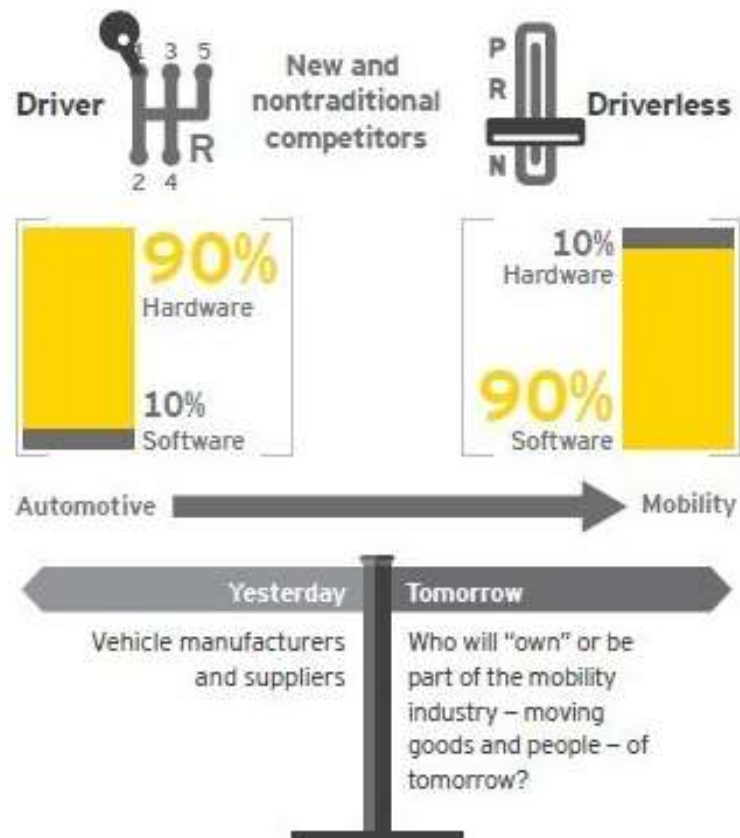 1 3 5
Driver
R
2 4
New and
nontraditional
competitors
P
R
N
Driverless
90%
Hardware
10%
Software
10%
Hardware
90%
Software
Automotive
Mobility
Yesterday
Tomorrow
Vehicle manufacturers
and suppliers
Who will “own” or be
part of the mobility
industry – moving
goods and people – of
tomorrow?